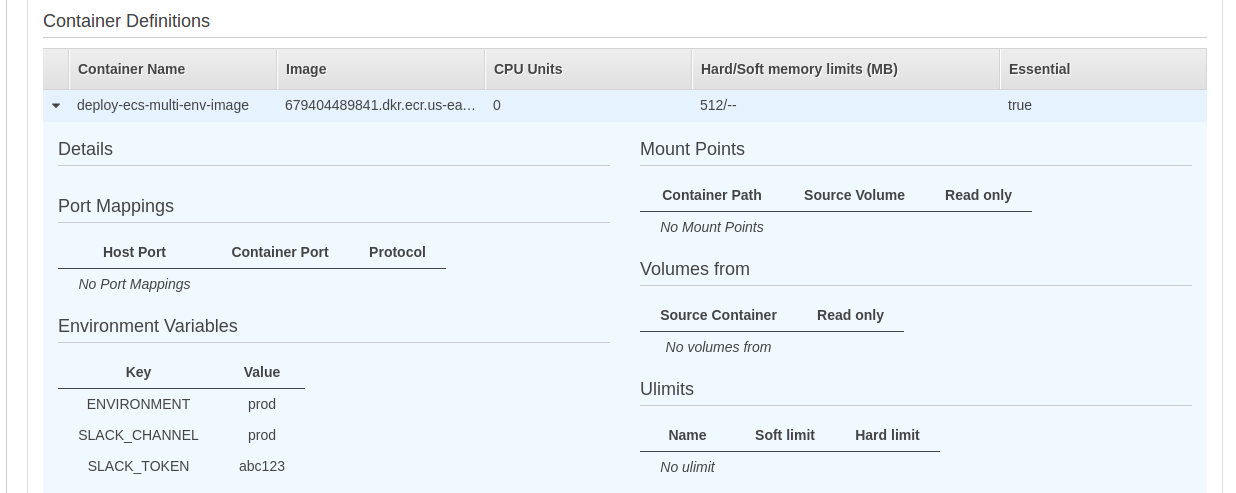 Container Definitions
Container Name Image CPU Units Hard/Soft memory limits (MB) Essential
deploy-ecs-multi-env-image 679404489841.dkr.ecr.us-ea... 0 512/-- true
Details
Port Mappings
Host Port Container Port Protocol
No Port Mappings
Environment Variables
Key Value
ENVIRONMENT prod
SLACK_CHANNEL prod
SLACK_TOKEN abc123
Mount Points
Container Path Source Volume Read only
No Mount Points
Volumes from
Source Container Read only
No volumes from
Ulimits
Name Soft limit Hard limit
No ulimit